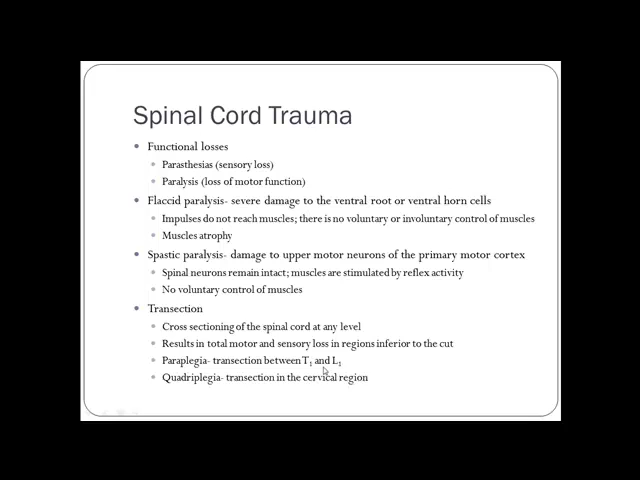 Spinal Cord Trauma
Functional losses
Parasthesias (sensory loss)
Paralysis (loss of motor function)
Flaccid paralysis- severe damage to the ventral root or ventral horn cells
Impulses do not reach muscles; there is no voluntary or involuntary control of muscles
Muscles atrophy
Spastic paralysis- damage to upper motor neurons of the primary motor cortex
Spinal neurons remain intact; muscles are stimulated by reflex activity
No voluntary control of muscles
Transection
Cross sectioning of the spinal cord at any level
Results in total motor and sensory loss in regions inferior to the cut
Paraplegia- transection between T₁ and L₁
Quadriplegia- transection in the cervical region